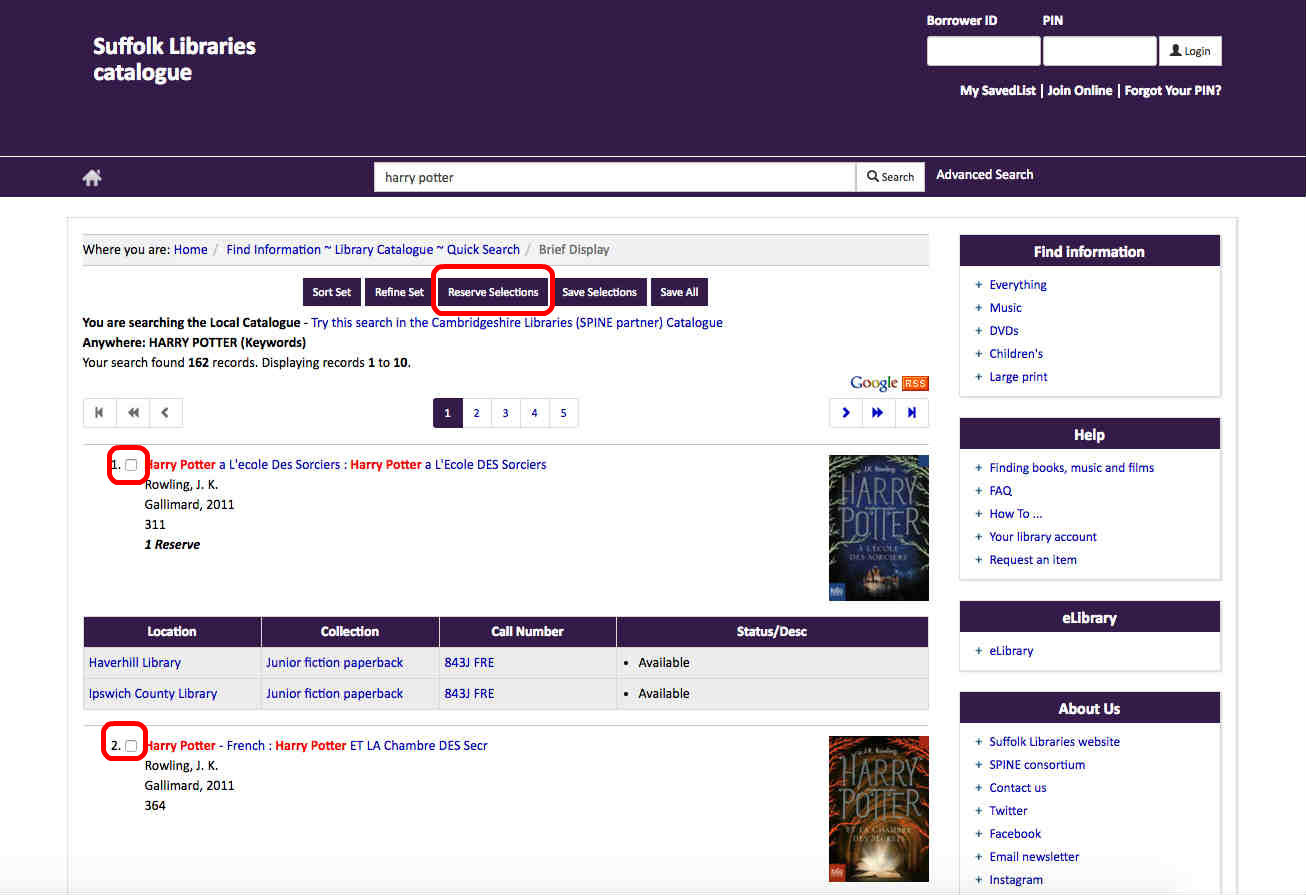 Suffolk Libraries
catalogue
Borrower ID PIN
Login
My SavedList | Join Online | Forgot Your PIN?
harry potter Search Advanced Search
Where you are: Home / Find Information ~ Library Catalogue ~ Quick Search / Brief Display
Sort Set Refine Set Reserve Selections Save Selections Save All
You are searching the Local Catalogue - Try this search in the Cambridgeshire Libraries (SPINE partner) Catalogue
Anywhere: HARRY POTTER (Keywords)
Your search found 162 records. Displaying records 1 to 10.
Google RSS
1 2 3 4 5
1. Harry Potter a L'ecole Des Sorciers : Harry Potter a L'Ecole DES Sorciers
Rowling, J. K.
Gallimard, 2011
311
1 Reserve
J.K. Rowling
HARRY
POTTER
À L'ÉCOLE
DES SORCIERS
Location Collection Call Number Status/Desc
Haverhill Library Junior fiction paperback 843J FRE • Available
Ipswich County Library Junior fiction paperback 843J FRE • Available
2. Harry Potter - French : Harry Potter ET LA Chambre DES Secr
Rowling, J. K.
Gallimard, 2011
364
J.K. Rowling
HARRY
POTTER
ET LA CHAMBRE
DES SECRETS
Find information
+ Everything
+ Music
+ DVDs
+ Children's
+ Large print
Help
+ Finding books, music and films
+ FAQ
+ How To ...
+ Your library account
+ Request an item
eLibrary
+ eLibrary
About Us
+ Suffolk Libraries website
+ SPINE consortium
+ Contact us
+ Twitter
+ Facebook
+ Email newsletter
+ Instagram